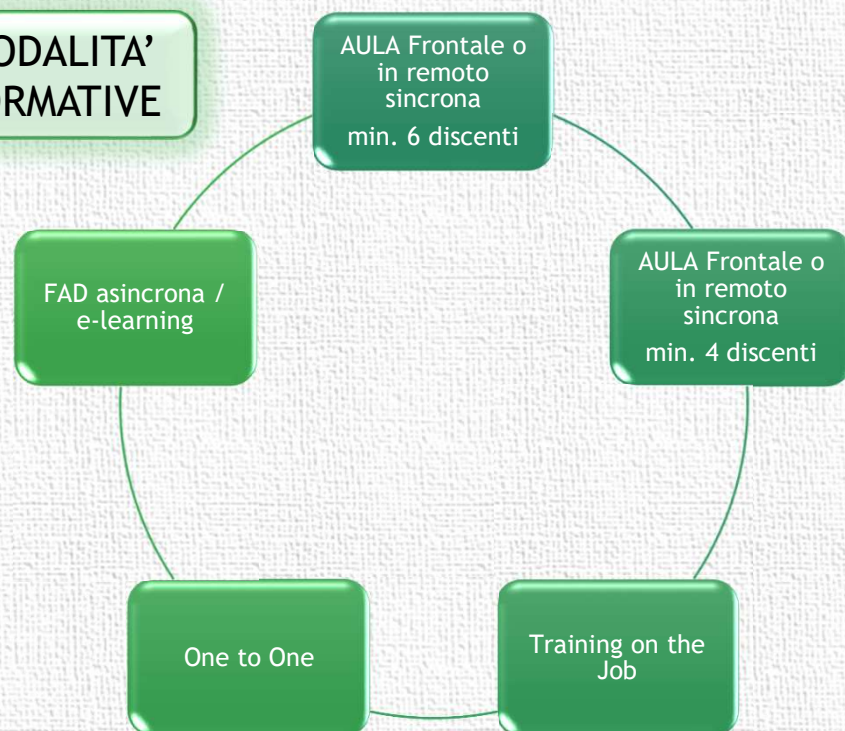 ODALITA’
ORMATIVE
AULA Frontale o
in remoto
sincrona
min. 6 discenti
AULA Frontale o
in remoto
sincrona
min. 4 discenti
Training on the
Job
One to One
FAD asincrona /
e-learning